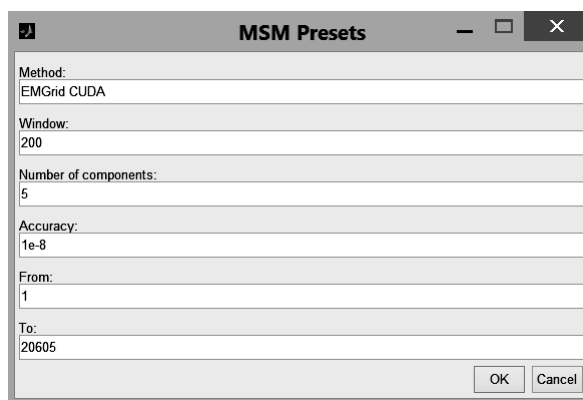 MSM Presets
Method:
EMGrid CUDA
Window:
200
Number of components:
5
Accuracy:
1e-8
From:
1
To:
20605
OK Cancel